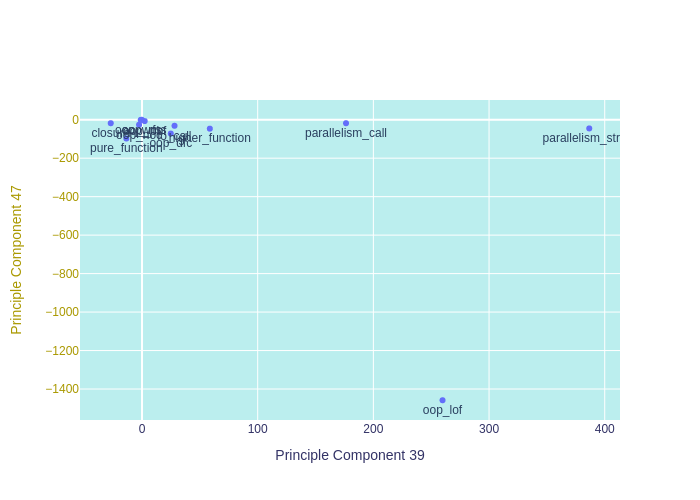 0
−200
−400
−600
−800
−1000
−1200
−1400
Principle Component 47
pure_function
oop_urc
higher_function
parallelism_call
parallelism_str
oop_lof
0
100
200
300
400
Principle Component 39